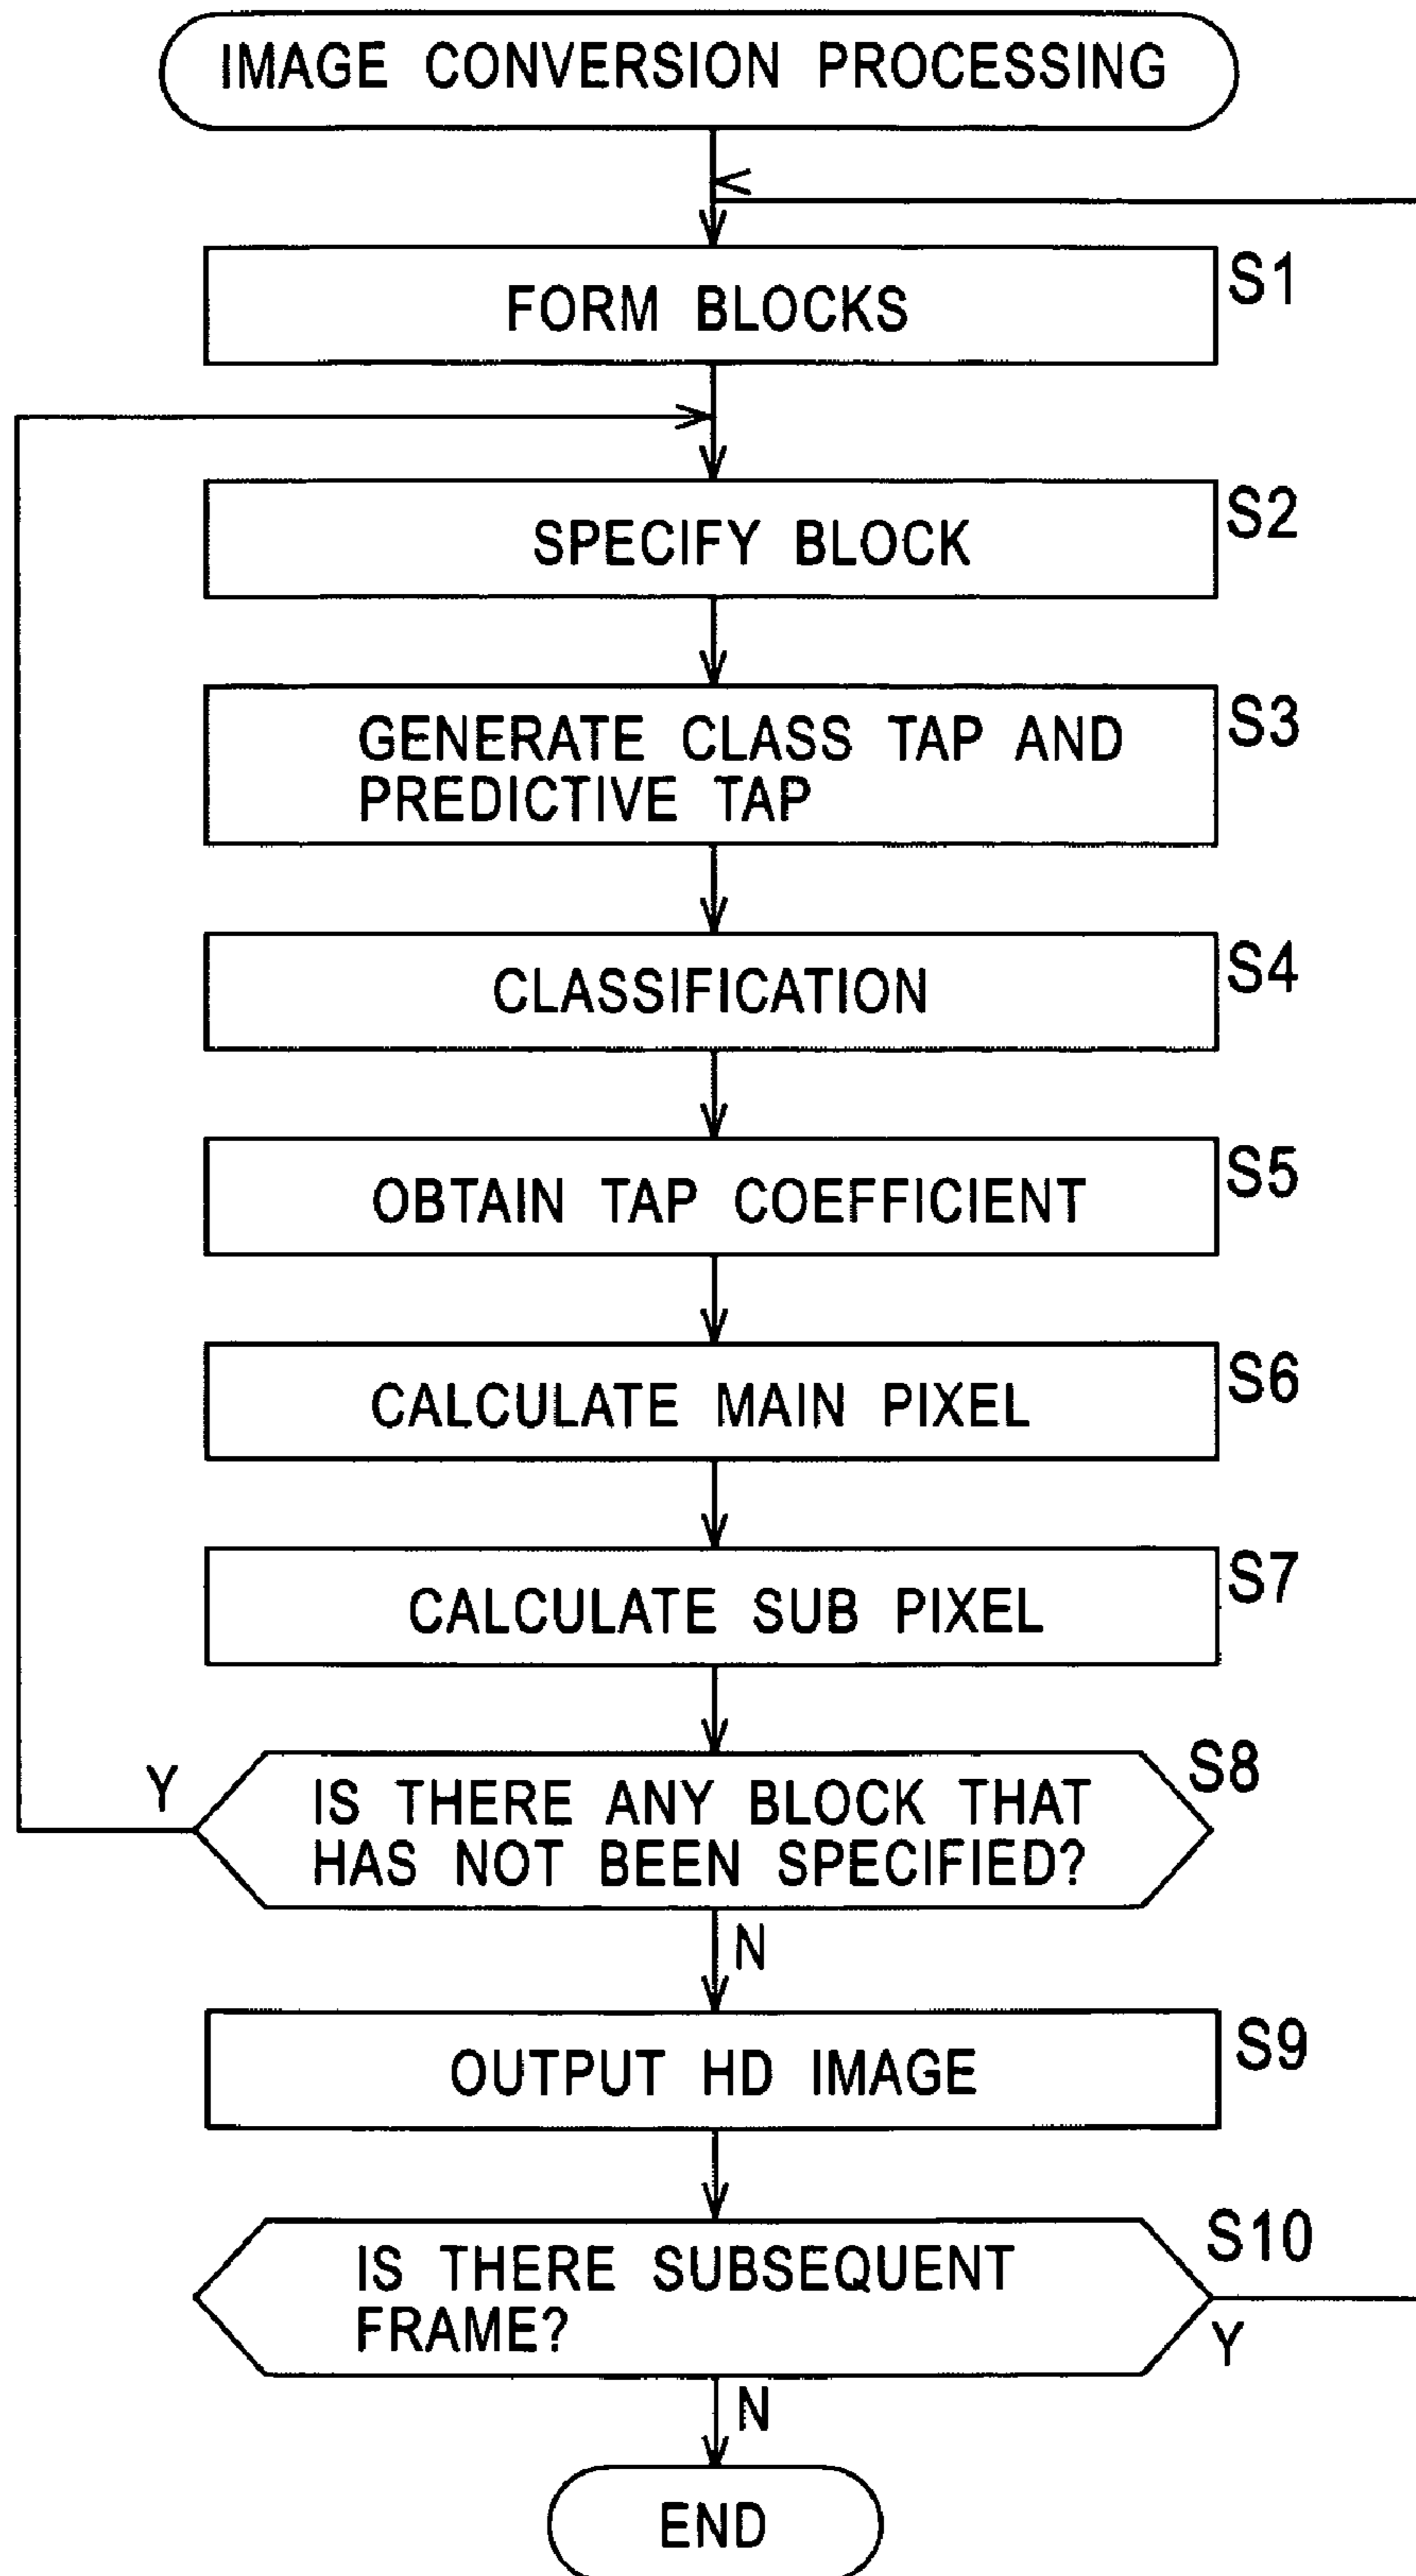 IMAGE CONVERSION PROCESSING
FORM BLOCKS
S1
SPECIFY BLOCK
S2
GENERATE CLASS TAP AND
PREDICTIVE TAP
S3
CLASSIFICATION
S4
OBTAIN TAP COEFFICIENT
S5
CALCULATE MAIN PIXEL
S6
CALCULATE SUB PIXEL
S7
Y
IS THERE ANY BLOCK THAT
HAS NOT BEEN SPECIFIED?
S8
N
OUTPUT HD IMAGE
S9
IS THERE SUBSEQUENT
FRAME?
S10
Y
N
END